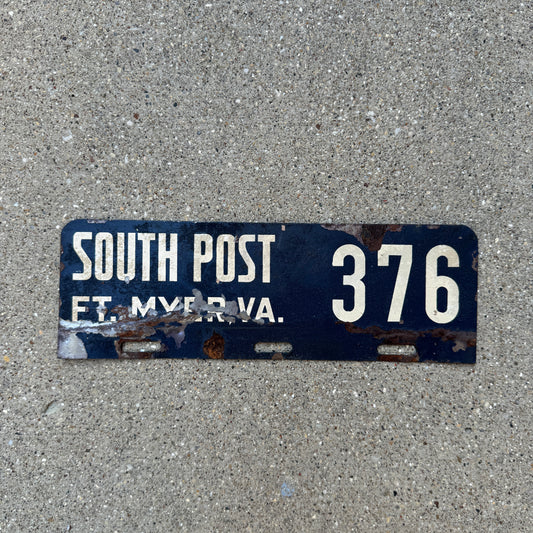 SOUTH POST
FT. MYER, VA.
376